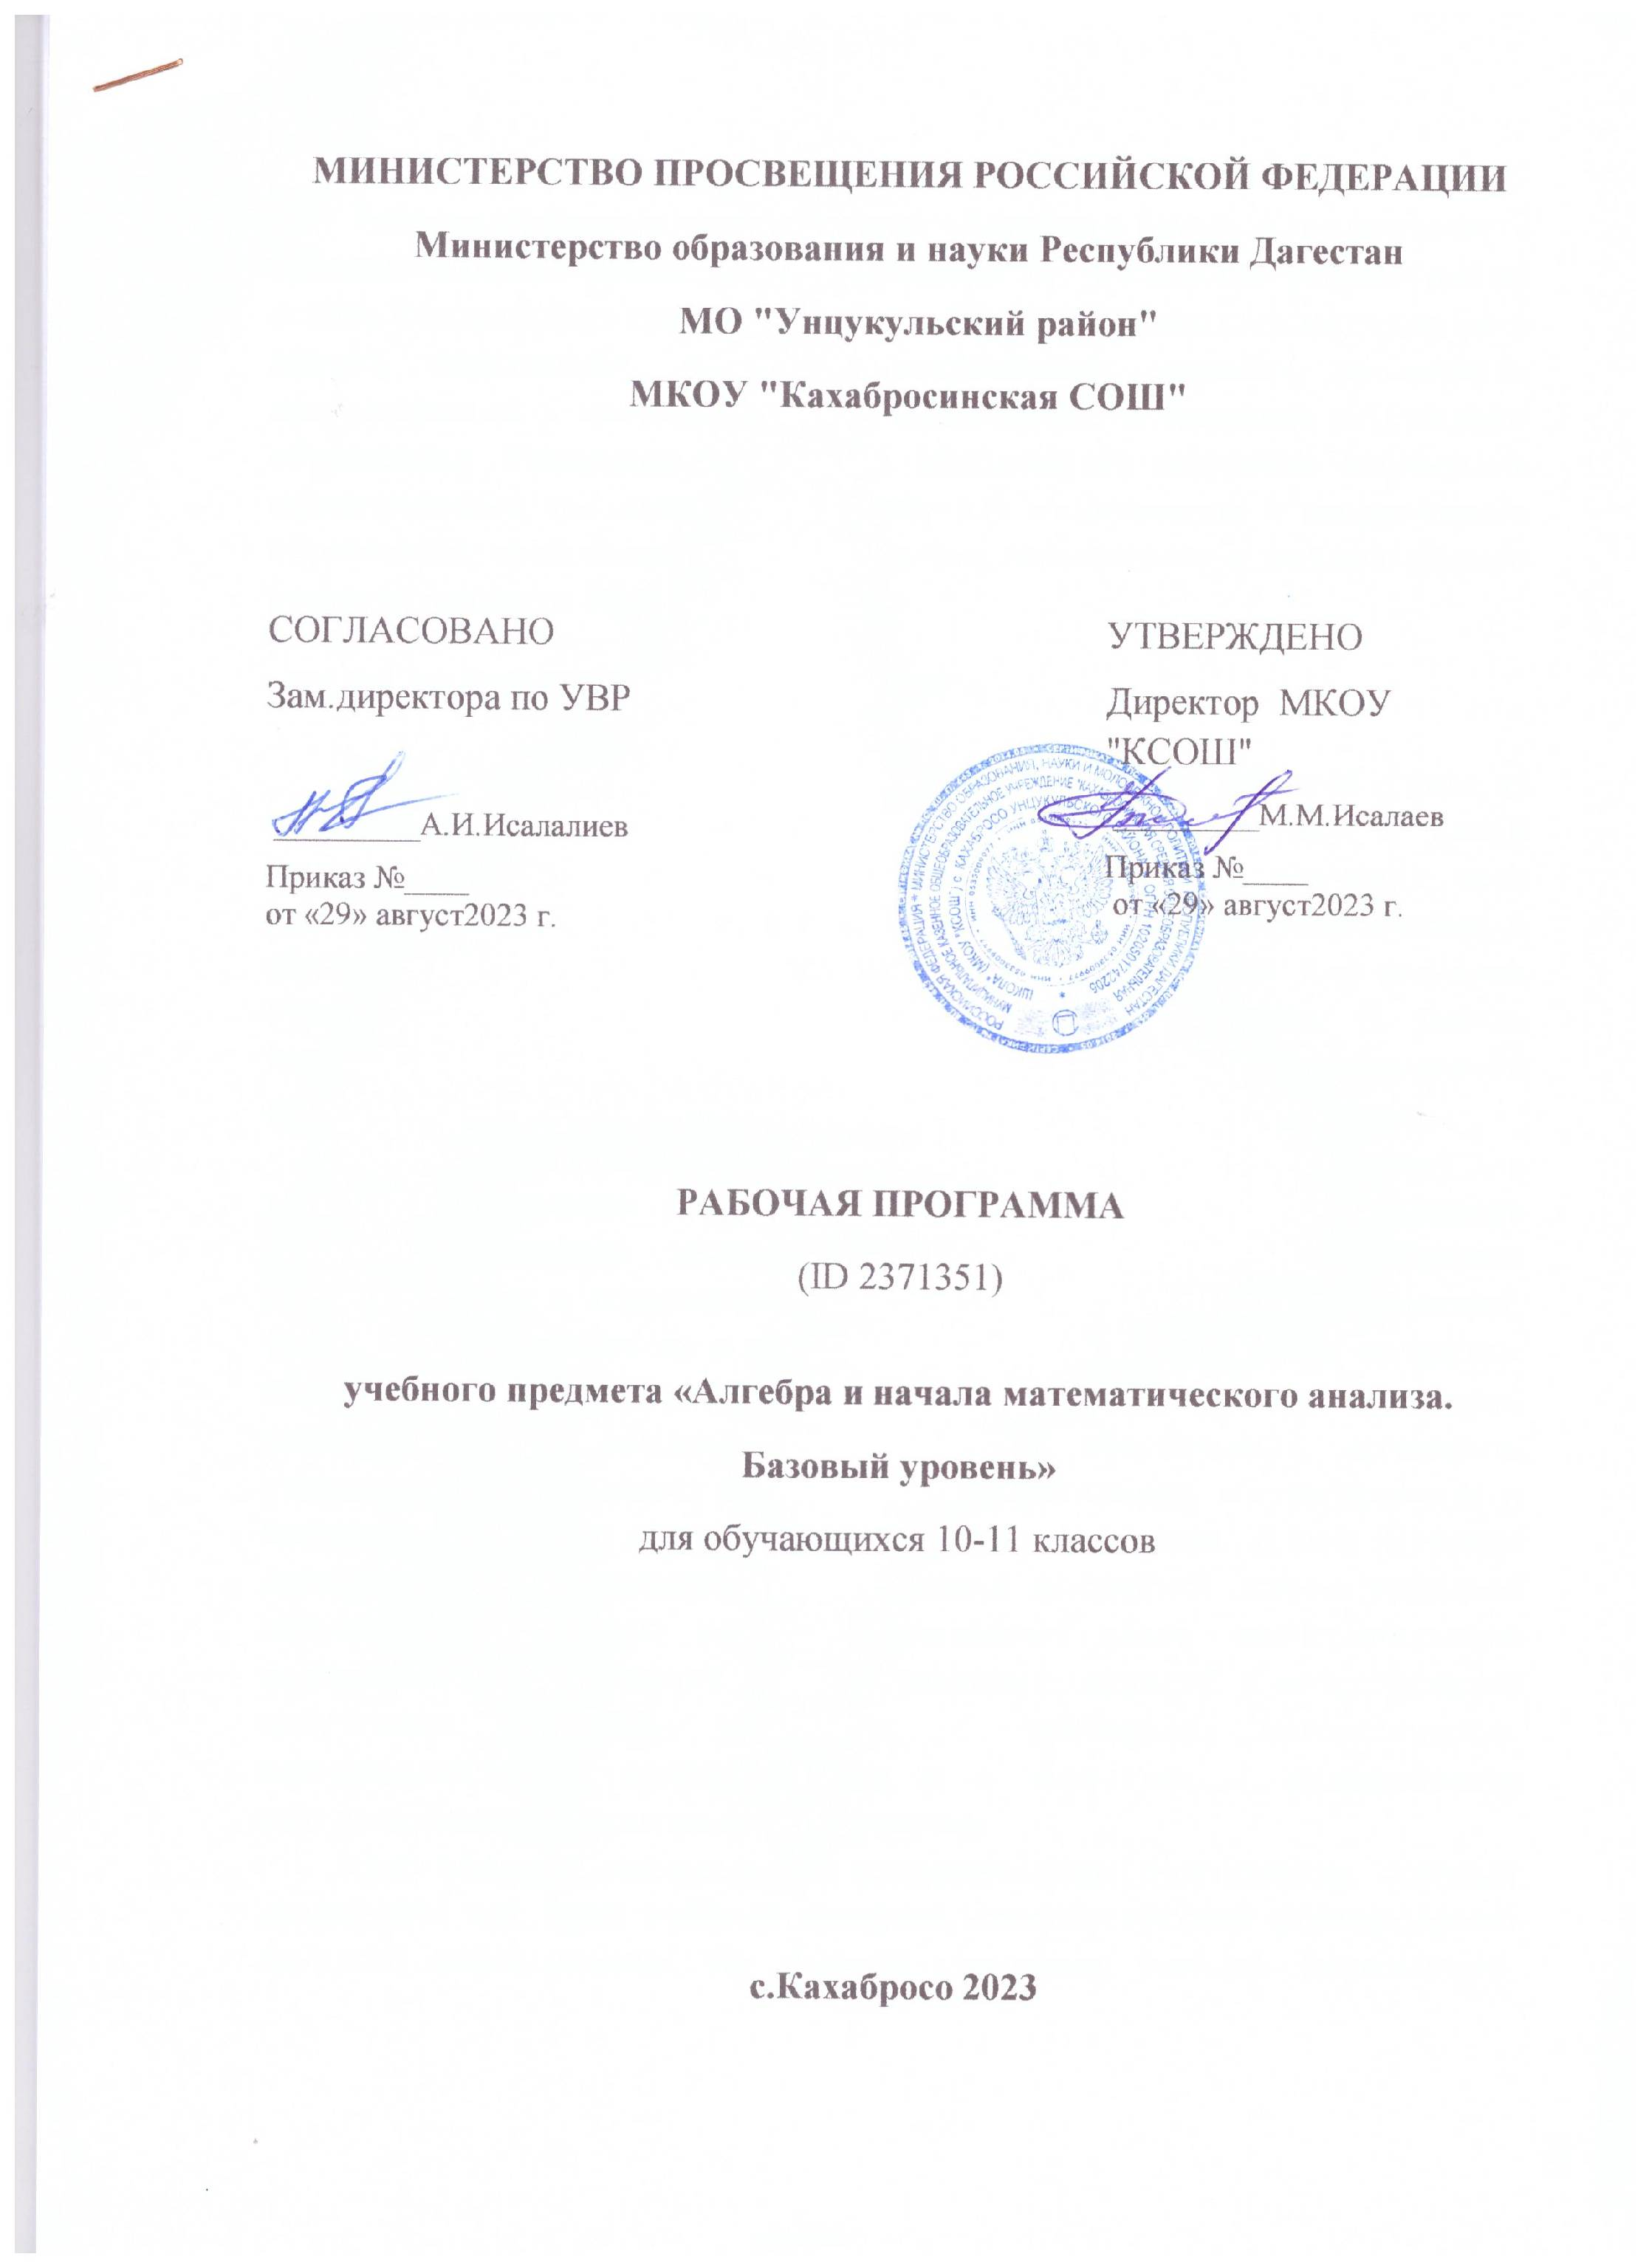 МИНИСТЕРСТВО ПРОСВЕЩЕНИЯ РОССИЙСКОЙ ФЕДЕРАЦИИ
Министерство образования и науки Республики Дагестан
МО "Унцукульский район"
МКОУ "Кахабросинская СОШ"
СОГЛАСОВАНО
Зам.директора по УВР
_________А.И.Исалалиев
Приказ №____
от «29» август2023 г.
УТВЕРЖДЕНО
Директор МКОУ
"КСОШ"
_________М.М.Исалаев
Приказ №____
от «29» август2023 г.
РАБОЧАЯ ПРОГРАММА
(ID 2371351)
учебного предмета «Алгебра и начала математического анализа.
Базовый уровень»
для обучающихся 10-11 классов
с.Кахабросо 2023